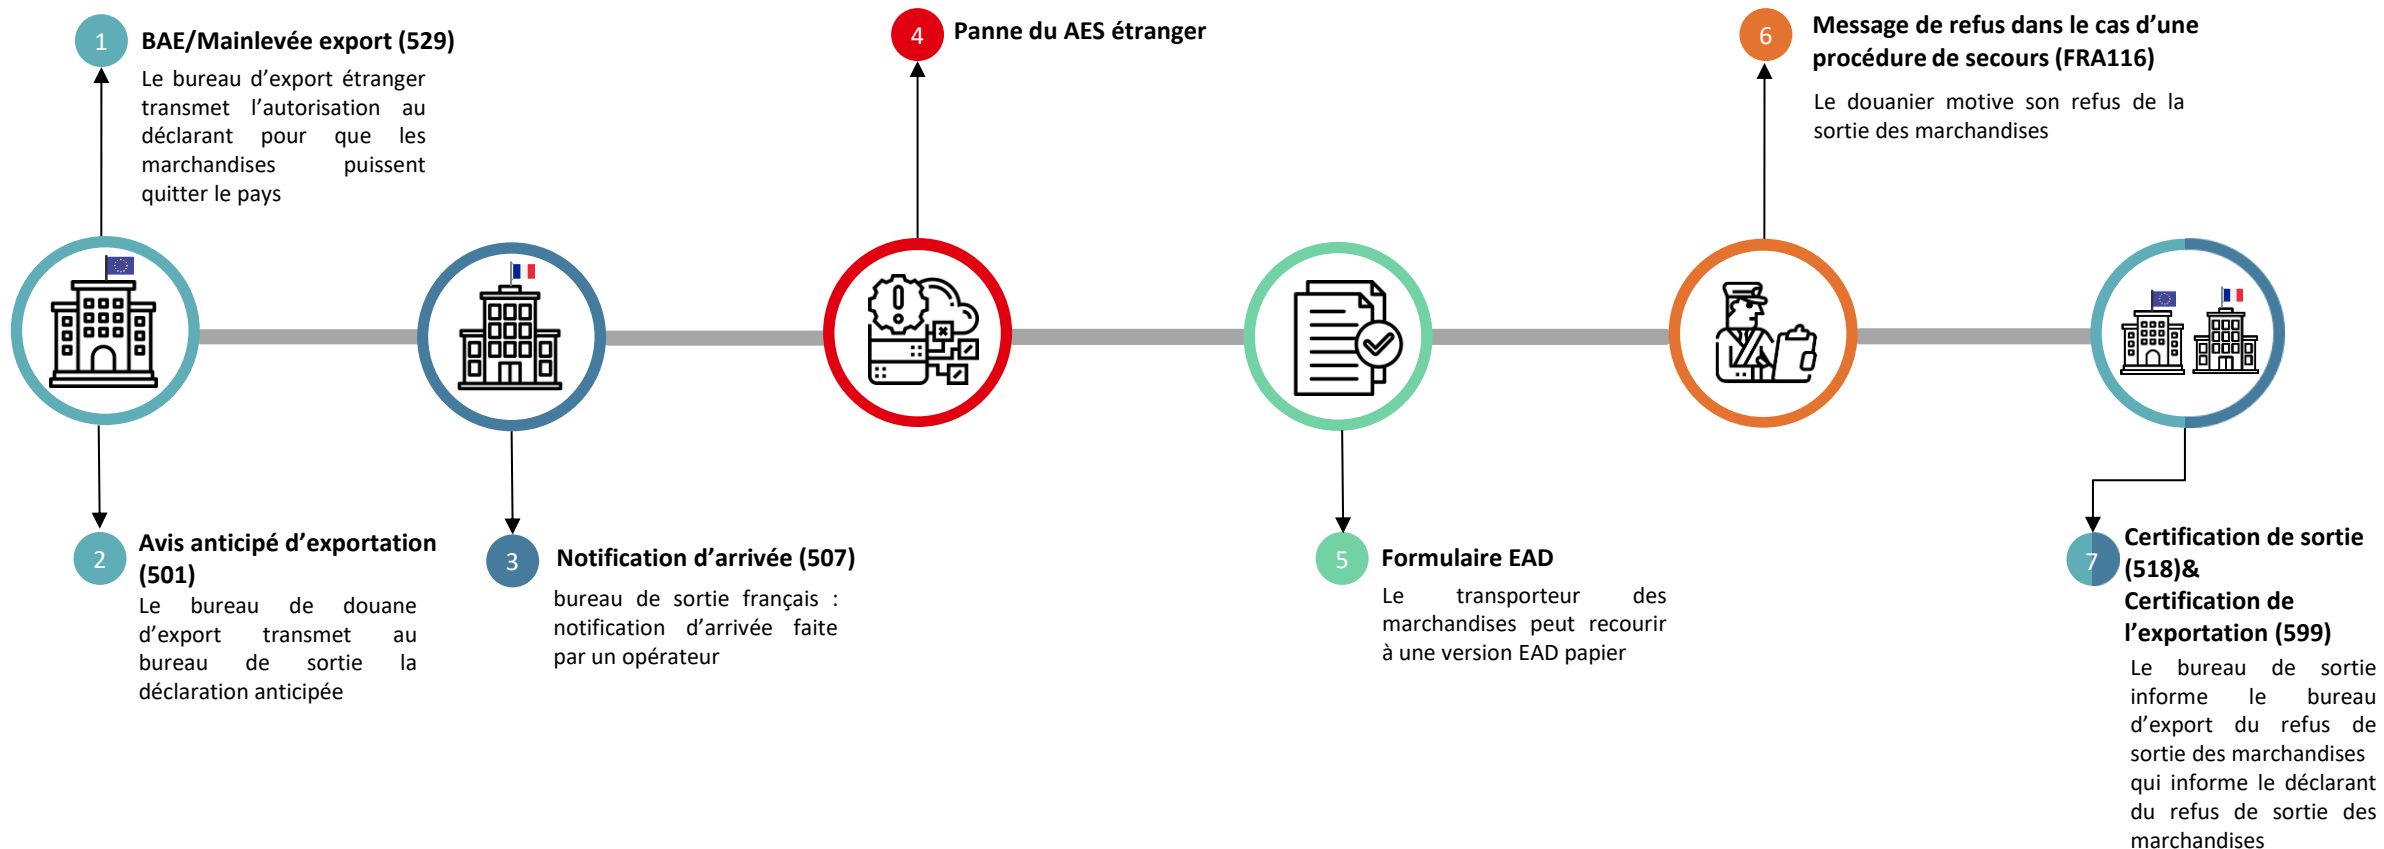 1
BAE/Mainlevée export (529)
Le bureau d’export étranger
transmet l’autorisation au
déclarant pour que les
marchandises puissent
quitter le pays
2
Avis anticipé d’exportation
(501)
Le bureau de douane
d’export transmet au
bureau de sortie la
déclaration anticipée
3
Notification d’arrivée (507)
bureau de sortie français :
notification d’arrivée faite
par un opérateur
4
Panne du AES étranger
5
Formulaire EAD
Le transporteur des
marchandises peut recourir
à une version EAD papier
6
Message de refus dans le cas d’une
procédure de secours (FRA116)
Le douanier motive son refus de la
sortie des marchandises
7
Certification de sortie
(518)&
Certification de
l’exportation (599)
Le bureau de sortie
informe le bureau
d’export du refus de
sortie des marchandises
qui informe le déclarant
du refus de sortie des
marchandises